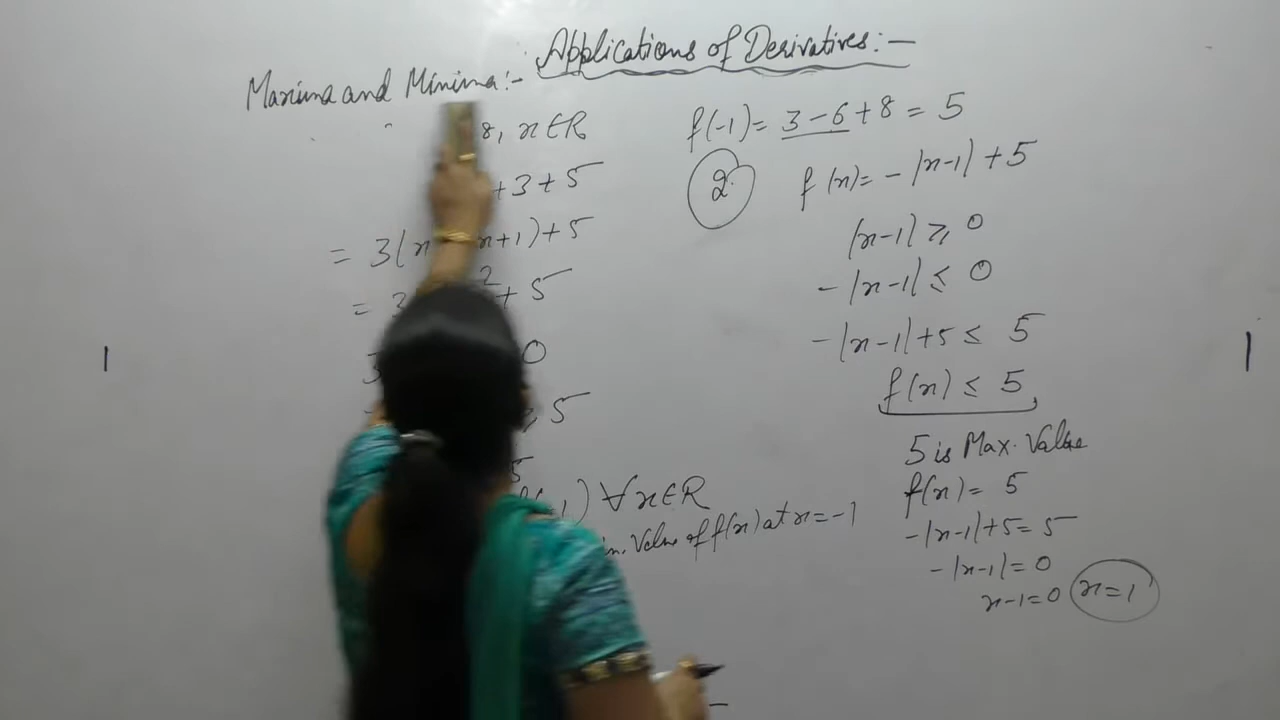 Applications of Derivatives:-
Maxima and Minima:-
8, x ∈ R
+3+5
= 3(x x+1)+5
= 3 2 + 5
0
5
5
) ∀ x ∈ R
Value of f(x) at x=-1
f(-1) = 3-6+8 = 5
2.
f(x) = -|x-1|+5
|x-1| ≥ 0
-|x-1| ≤ 0
-|x-1|+5 ≤ 5
f(x) ≤ 5
5 is Max. Value
f(x) = 5
-|x-1|+5=5
-|x-1|=0
x-1=0 x=1